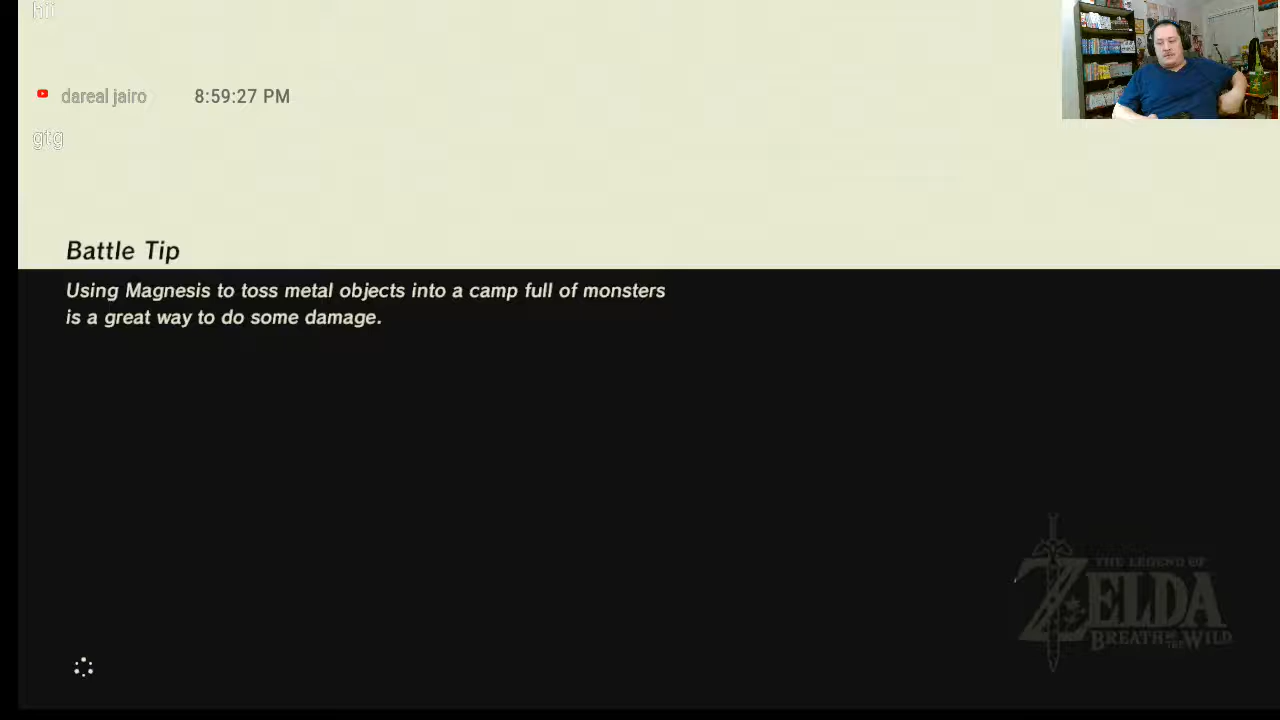 hii
dareal jairo 8:59:27 PM
gtg
Battle Tip
Using Magnesis to toss metal objects into a camp full of monsters
is a great way to do some damage.
THE LEGEND OF
ZELDA
BREATH OF THE WILD